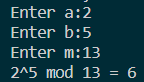 Enter a:2
Enter b:5
Enter m:13
2^5 mod 13 = 6